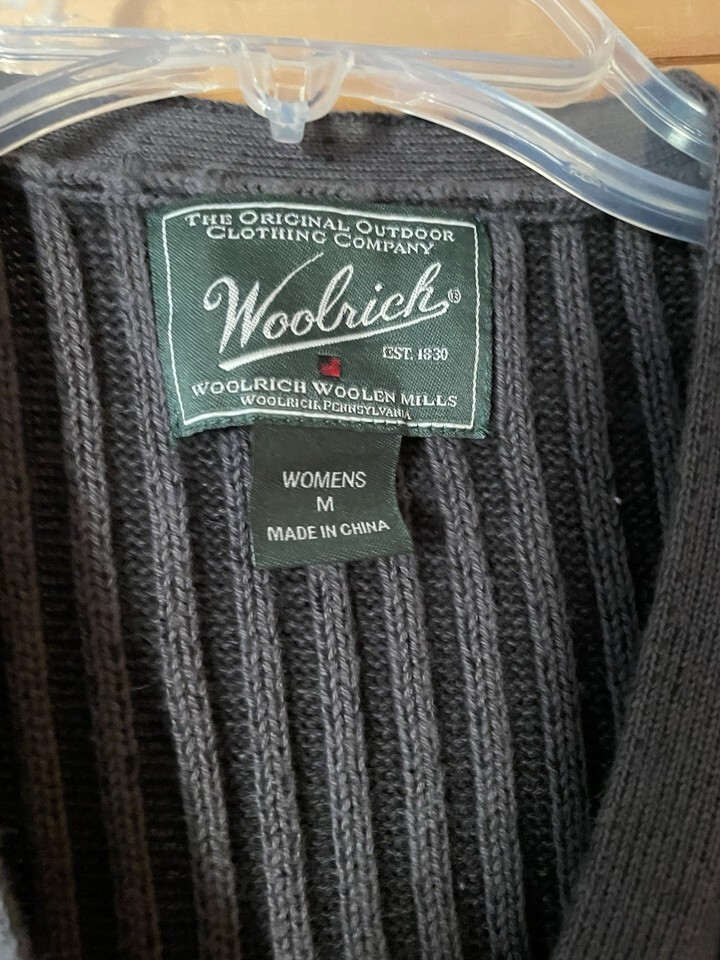 THE ORIGINAL OUTDOOR
CLOTHING COMPANY
Woolrich®
EST. 1830
WOOLRICH WOOLEN MILLS
WOOLRICH, PENNSYLVANIA
WOMENS
M
MADE IN CHINA